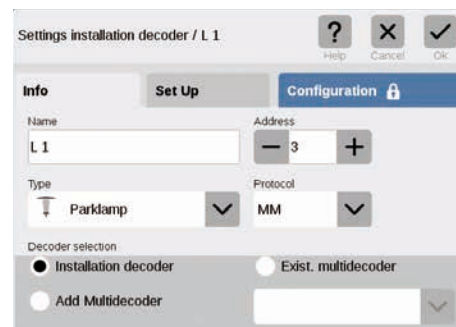 Settings installation decoder / L 1
?
Help Cancel Ok
Info Set Up Configuration
Name Address
L 1 3
Type Protocol
Parklamp MM
Decoder selection
Installation decoder Exist. multidecoder
Add Multidecoder